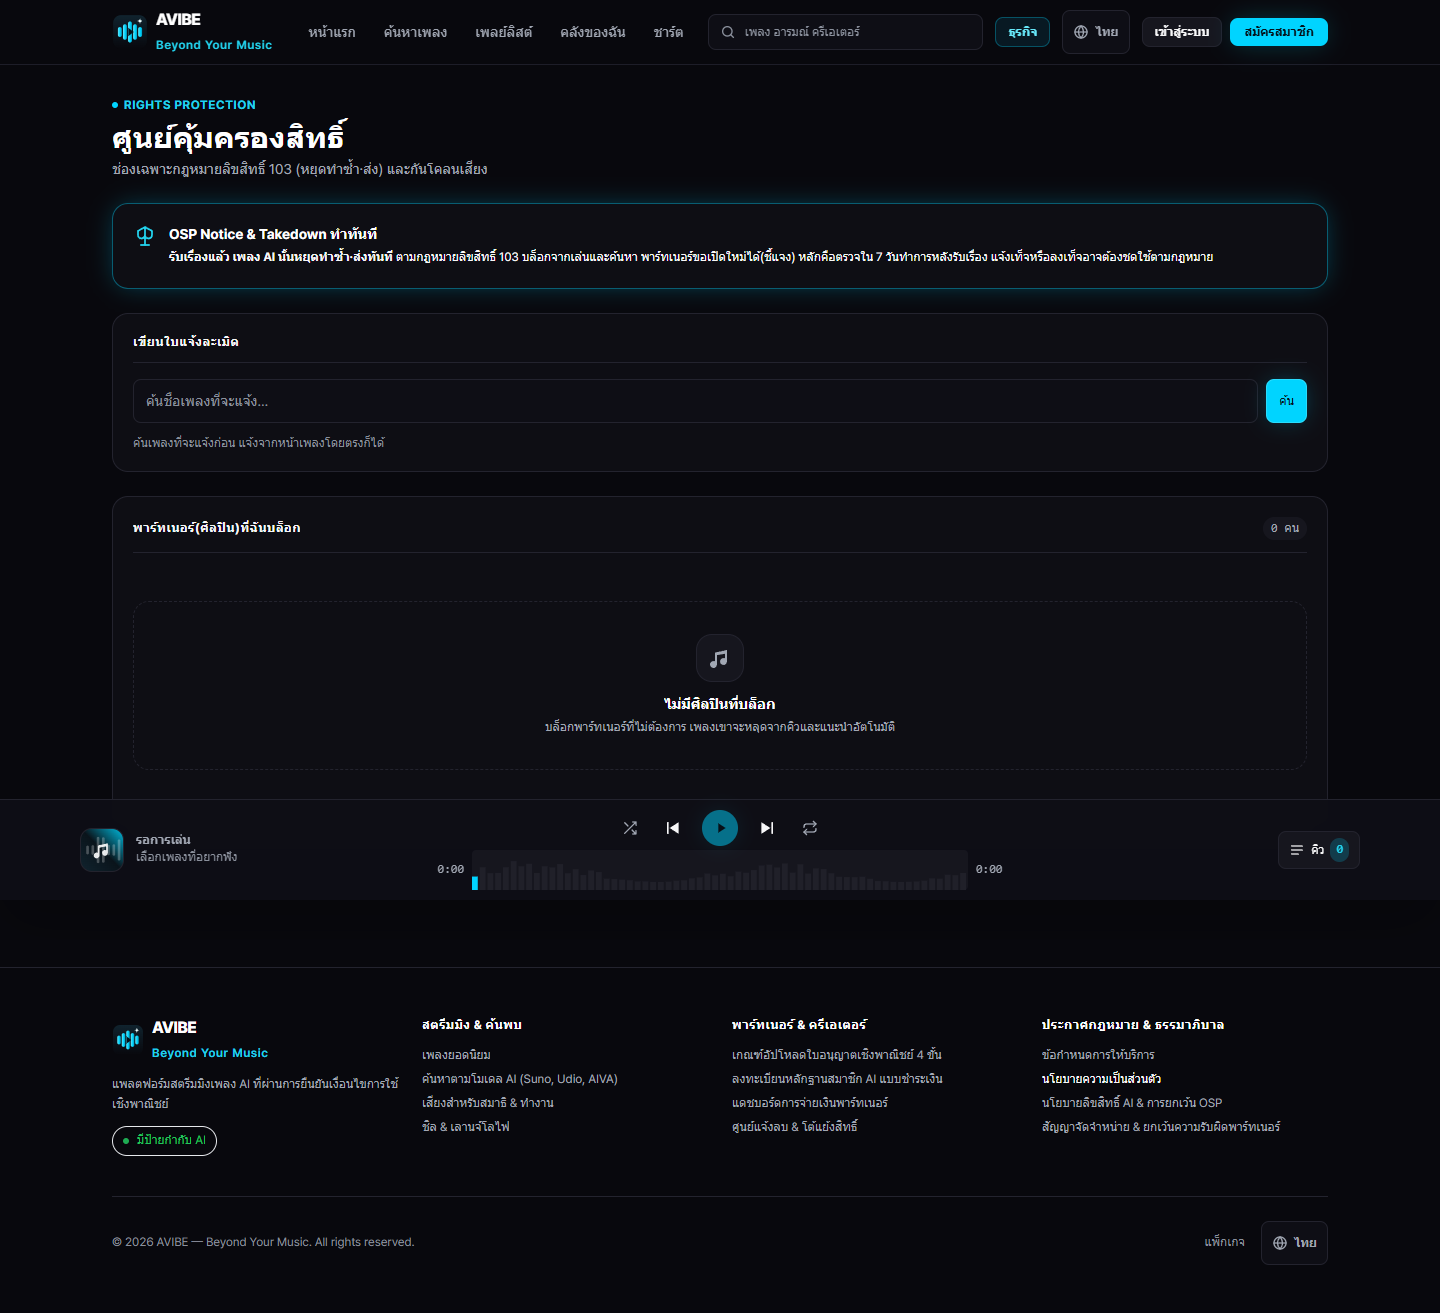 AVIBE
Beyond Your Music
หน้าแรก
ค้นหาเพลง
เพลย์ลิสต์
คลังของฉัน
ชาร์ต
เพลง อารมณ์ ครีเอเตอร์
ธุรกิจ
ไทย
เข้าสู่ระบบ
สมัครสมาชิก
RIGHTS PROTECTION
ศูนย์คุ้มครองสิทธิ์
ช่องเฉพาะกฎหมายลิขสิทธิ์ 103 (หยุดทำซ้ำ·ส่ง) และกันโคลนเสียง
OSP Notice & Takedown ทำทันที
รับเรื่องแล้ว เพลง AI นั้นหยุดทำซ้ำ·ส่งทันที ตามกฎหมายลิขสิทธิ์ 103 บล็อกจากเล่นและค้นหา พาร์ทเนอร์ขอเปิดใหม่ได้(ชี้แจง) หลักคือตรวจใน 7 วันทำการหลังรับเรื่อง แจ้งเท็จหรือลงเท็จอาจต้องชดใช้ตามกฎหมาย
เขียนใบแจ้งละเมิด
ค้นชื่อเพลงที่จะแจ้ง...
ค้น
ค้นเพลงที่จะแจ้งก่อน แจ้งจากหน้าเพลงโดยตรงก็ได้
พาร์ทเนอร์(ศิลปิน)ที่ฉันบล็อก
0 คน
ไม่มีศิลปินที่บล็อก
บล็อกพาร์ทเนอร์ที่ไม่ต้องการ เพลงเขาจะหลุดจากคิวและแนะนำอัตโนมัติ
รอการเล่น
เลือกเพลงที่อยากฟัง
0:00
0:00
คิว
0
AVIBE
Beyond Your Music
แพลตฟอร์มสตรีมมิงเพลง AI ที่ผ่านการยืนยันเงื่อนไขการใช้
เชิงพาณิชย์
มีป้ายกำกับ AI
สตรีมมิง & ค้นพบ
เพลงยอดนิยม
ค้นหาตามโมเดล AI (Suno, Udio, AIVA)
เสียงสำหรับสมาธิ & ทำงาน
ชิล & เลานจ์โลไฟ
พาร์ทเนอร์ & ครีเอเตอร์
เกณฑ์อัปโหลดใบอนุญาตเชิงพาณิชย์ 4 ขั้น
ลงทะเบียนหลักฐานสมาชิก AI แบบชำระเงิน
แดชบอร์ดการจ่ายเงินพาร์ทเนอร์
ศูนย์แจ้งลบ & โต้แย้งสิทธิ์
ประกาศกฎหมาย & ธรรมาภิบาล
ข้อกำหนดการให้บริการ
นโยบายความเป็นส่วนตัว
นโยบายลิขสิทธิ์ AI & การยกเว้น OSP
สัญญาจัดจำหน่าย & ยกเว้นความรับผิดพาร์ทเนอร์
© 2026 AVIBE — Beyond Your Music. All rights reserved.
แพ็กเกจ
ไทย